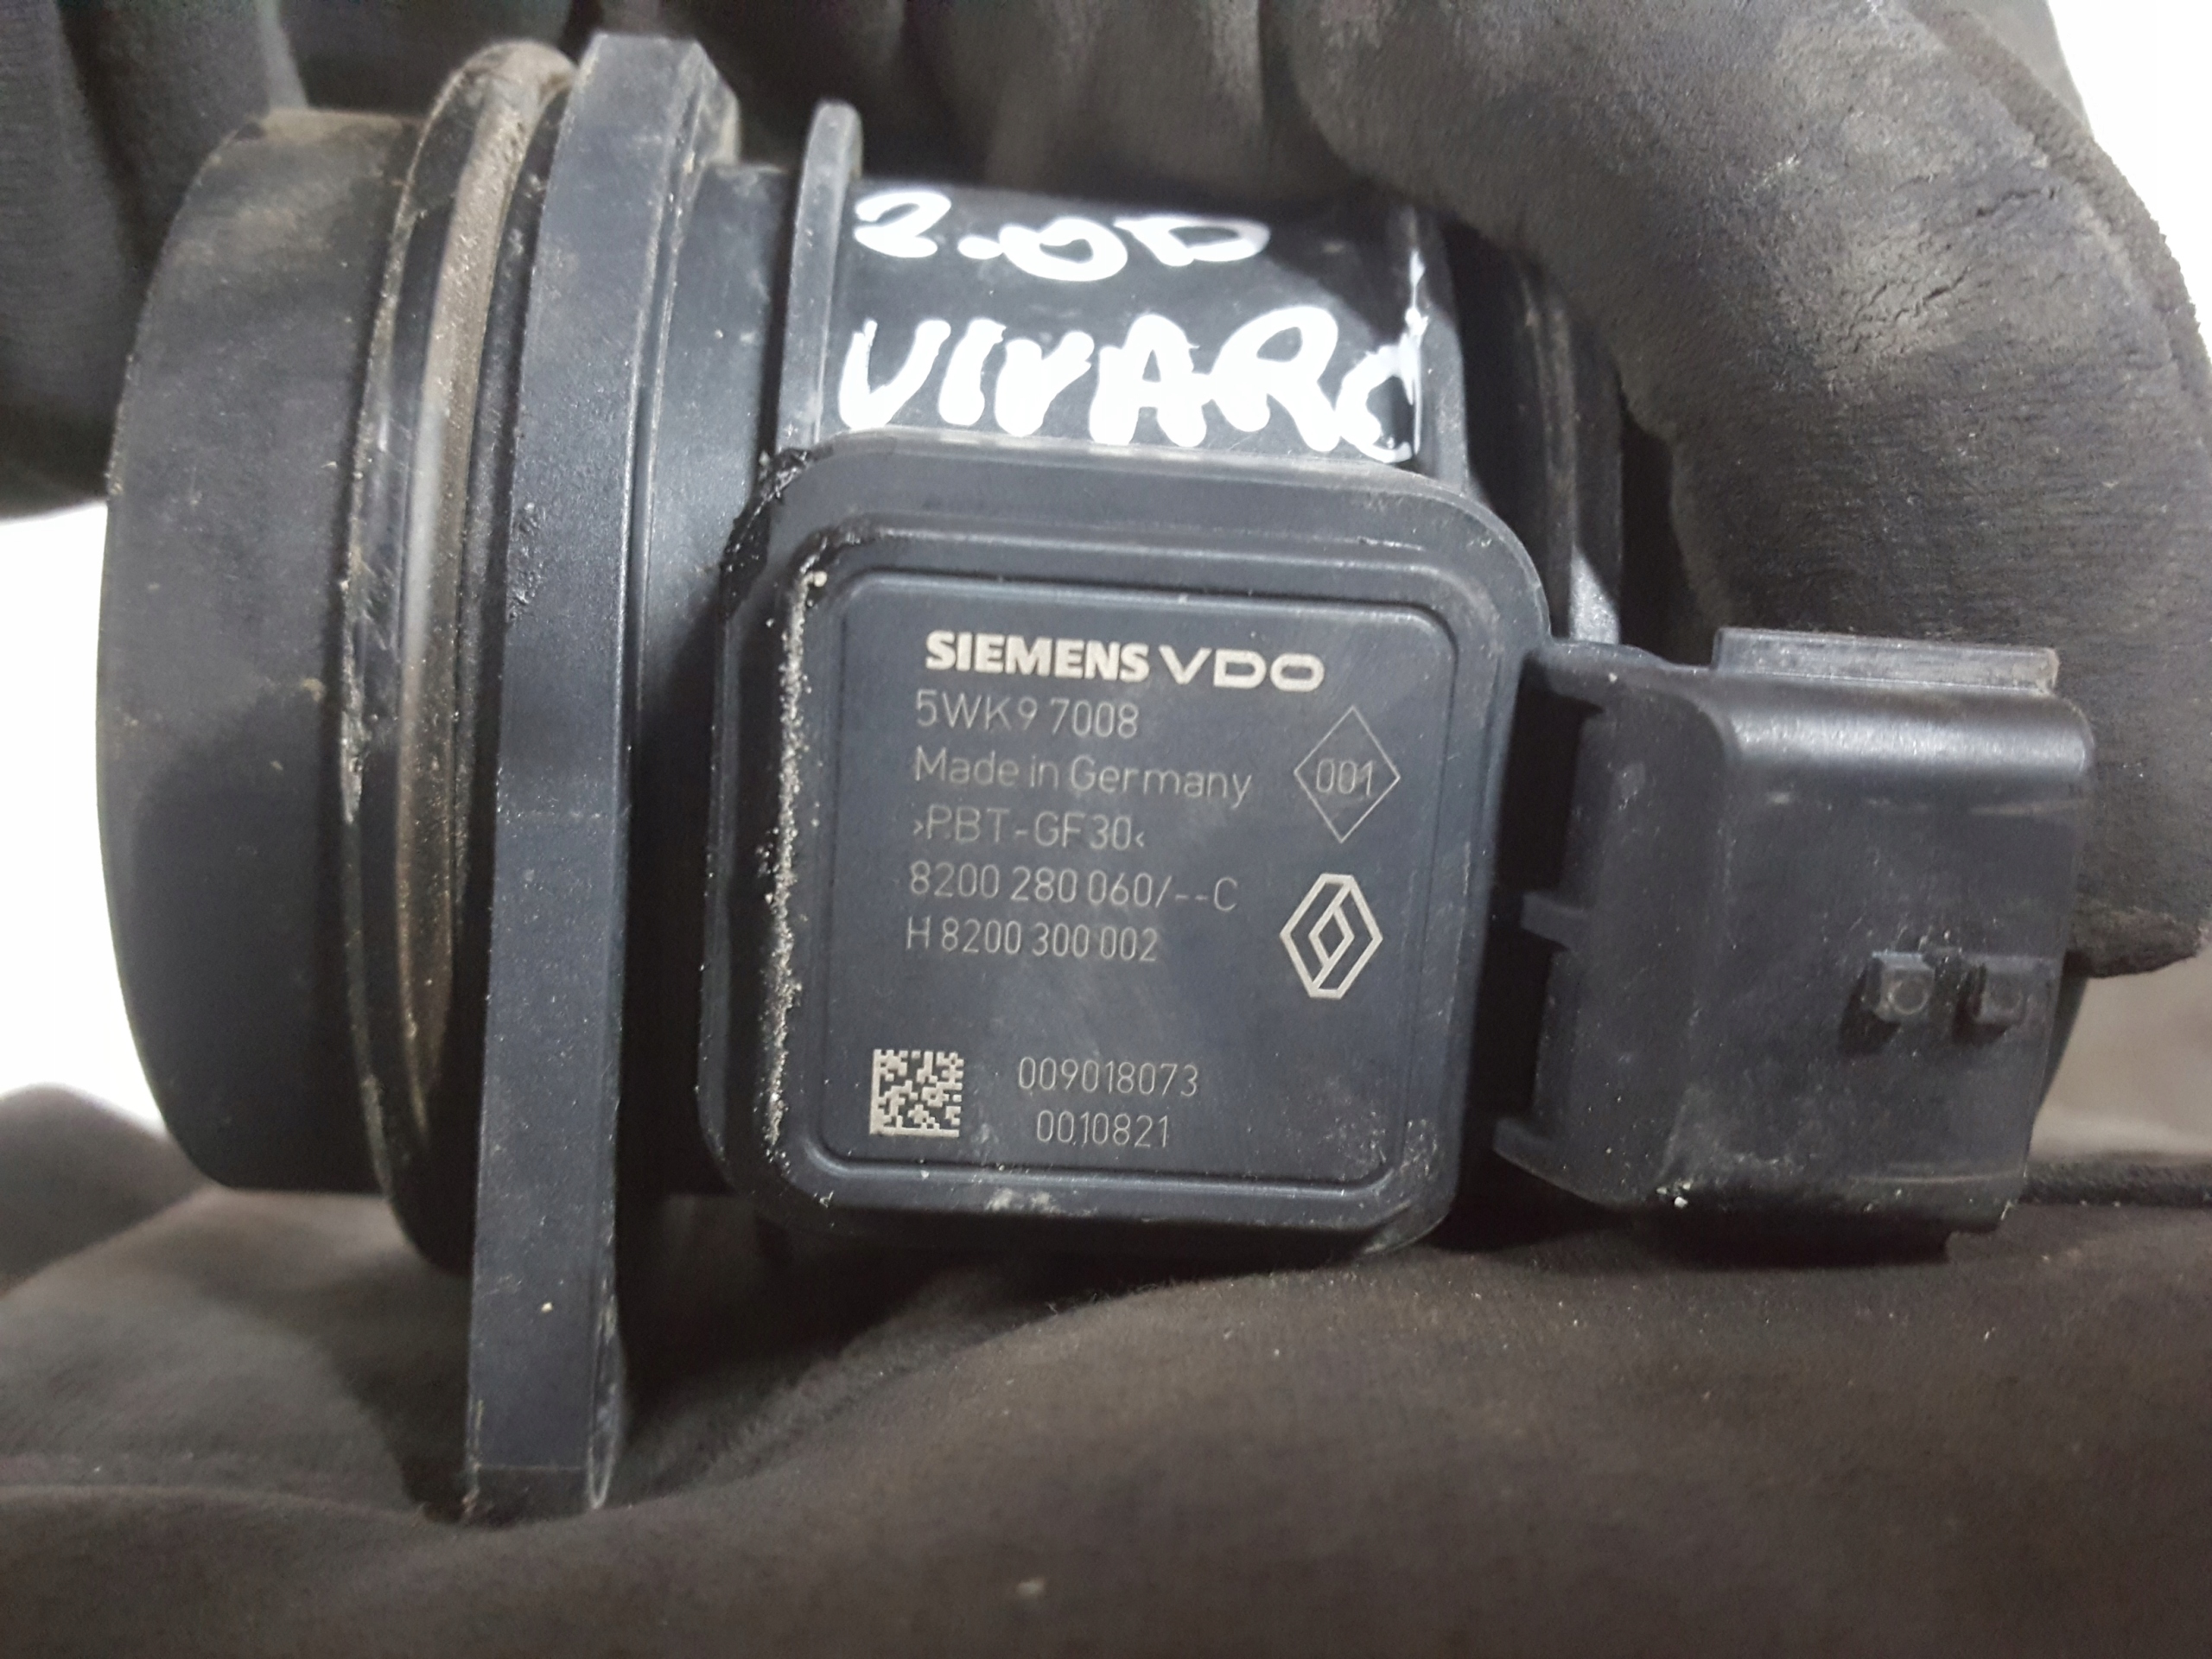 2.0D
VIVARO
SIEMENS VDO
5WK9 7008
Made in Germany
001
>PBT-GF30<
8200 280 060/--C
H 8200 300 002
009018073
0010821